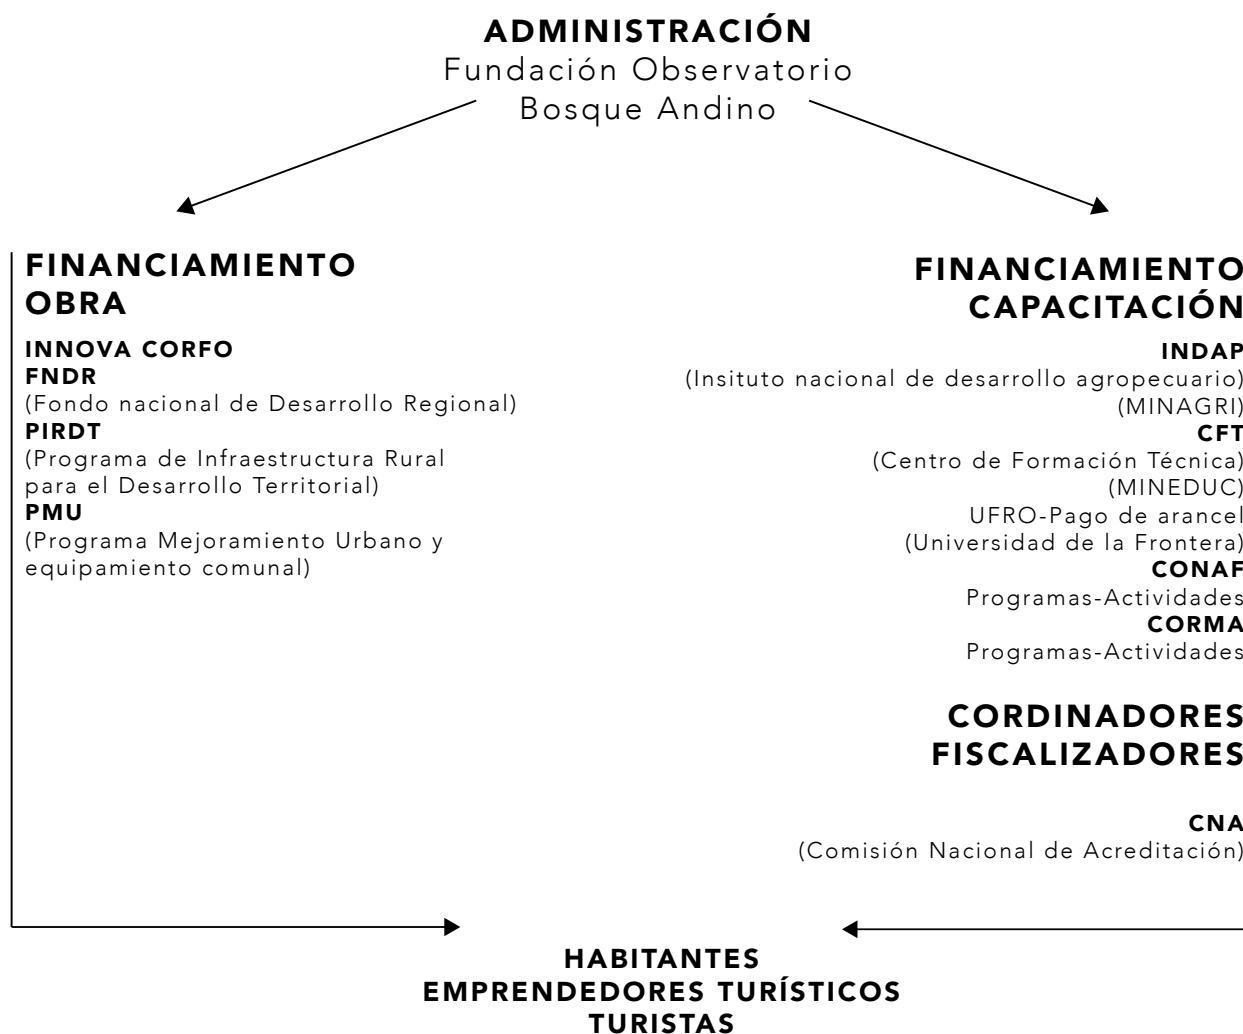 ADMINISTRACIÓN
Fundación Observatorio
Bosque Andino
FINANCIAMIENTO
OBRA
INNOVA CORFO
FNDR
(Fondo nacional de Desarrollo Regional)
PIRDT
(Programa de Infraestructura Rural
para el Desarrollo Territorial)
PMU
(Programa Mejoramiento Urbano y
equipamiento comunal)
FINANCIAMIENTO
CAPACITACIÓN
INDAP
(Insituto nacional de desarrollo agropecuario)
(MINAGRI)
CFT
(Centro de Formación Técnica)
(MINEDUC)
UFRO-Pago de arancel
(Universidad de la Frontera)
CONAF
Programas-Actividades
CORMA
Programas-Actividades
CORDINADORES
FISCALIZADORES
CNA
(Comisión Nacional de Acreditación)
HABITANTES
EMPRENDEDORES TURÍSTICOS
TURISTAS